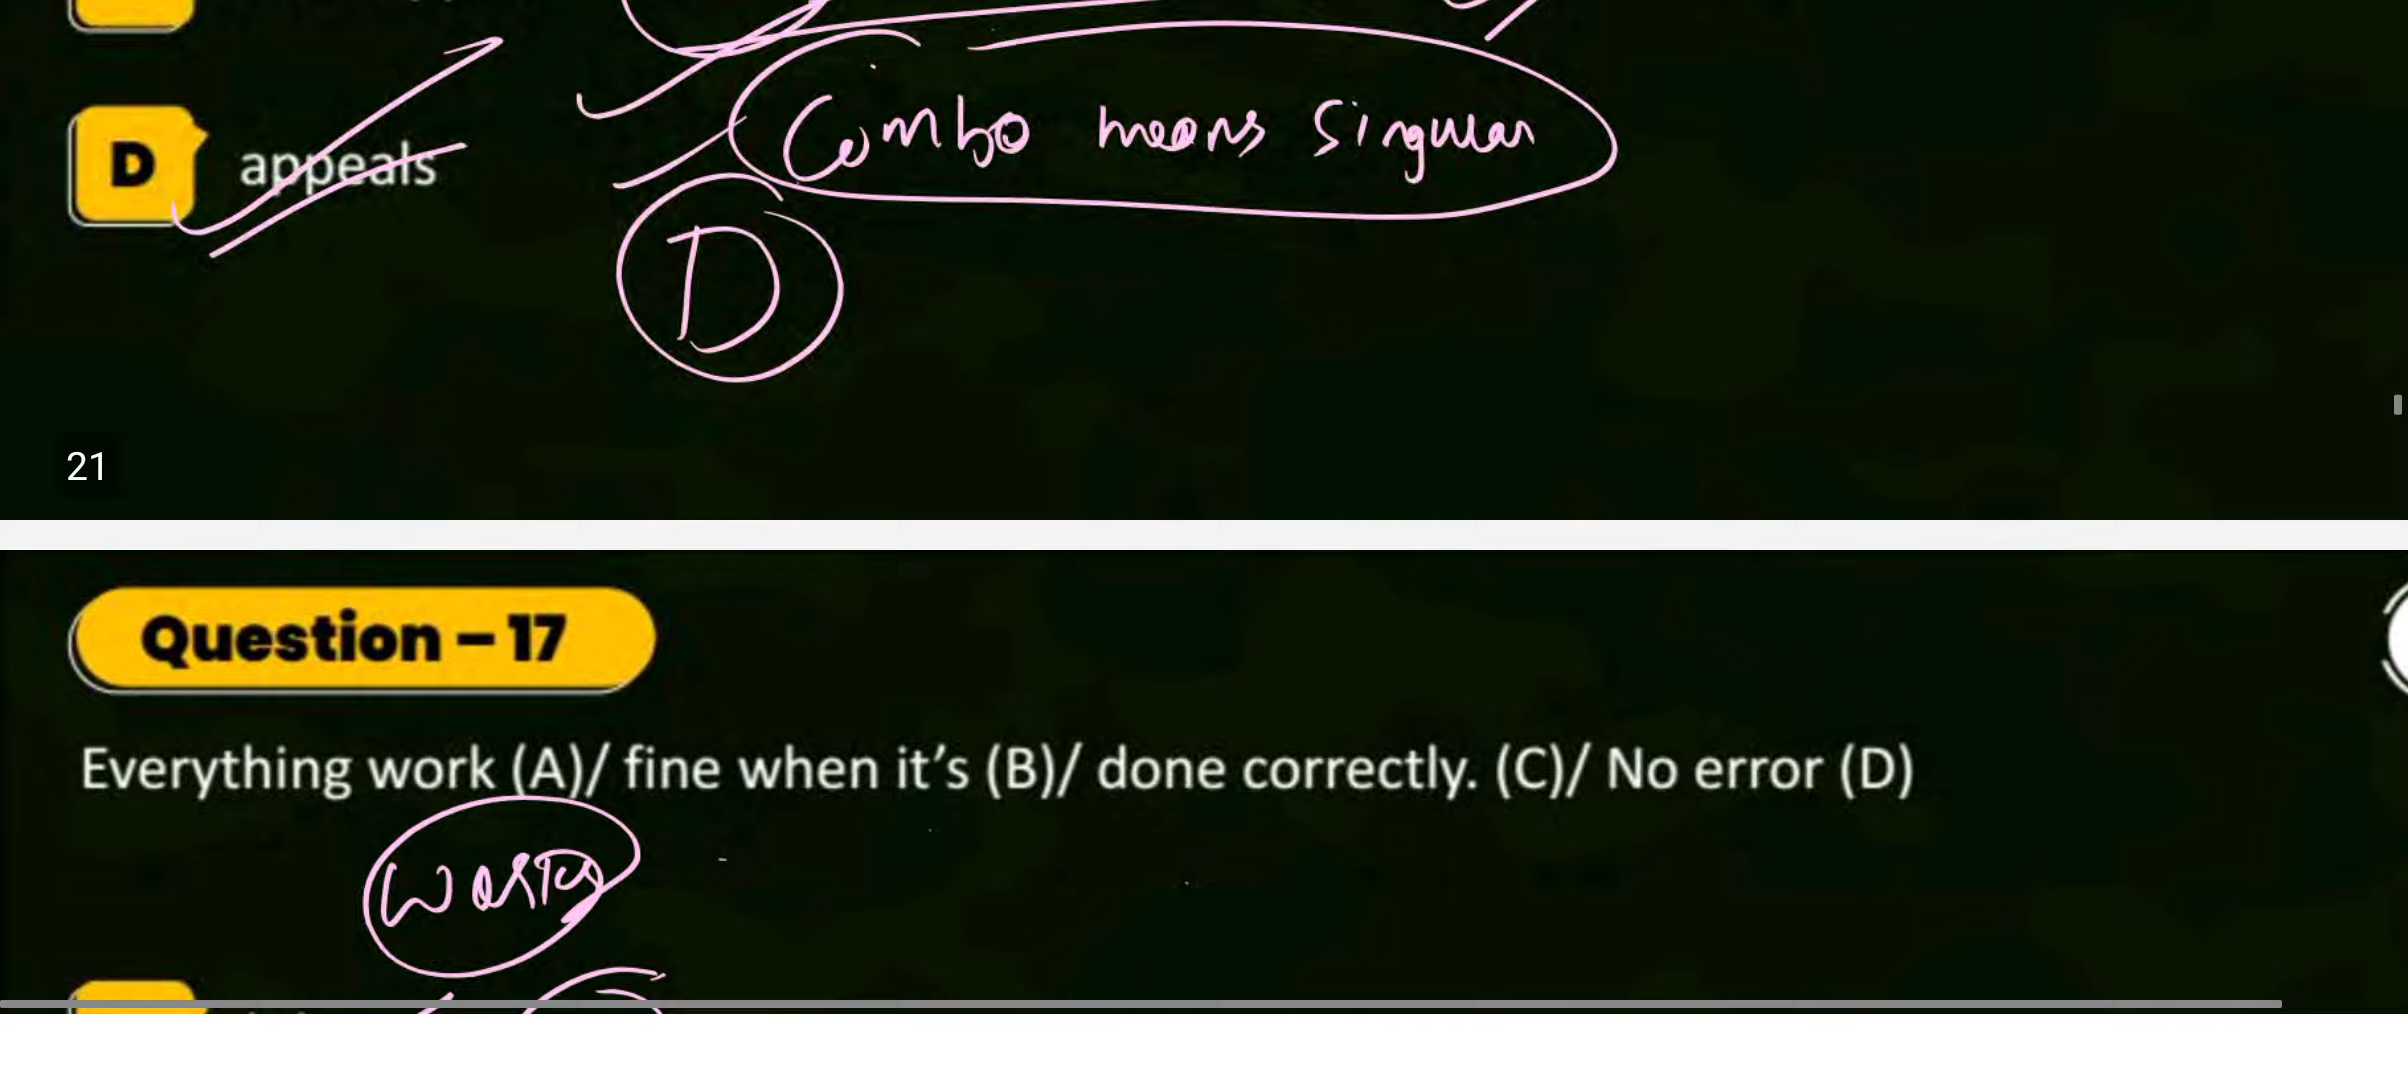 Combo means Singular
D appeals
D
21
Question – 17
Everything work (A)/ fine when it's (B)/ done correctly. (C)/ No error (D)
works